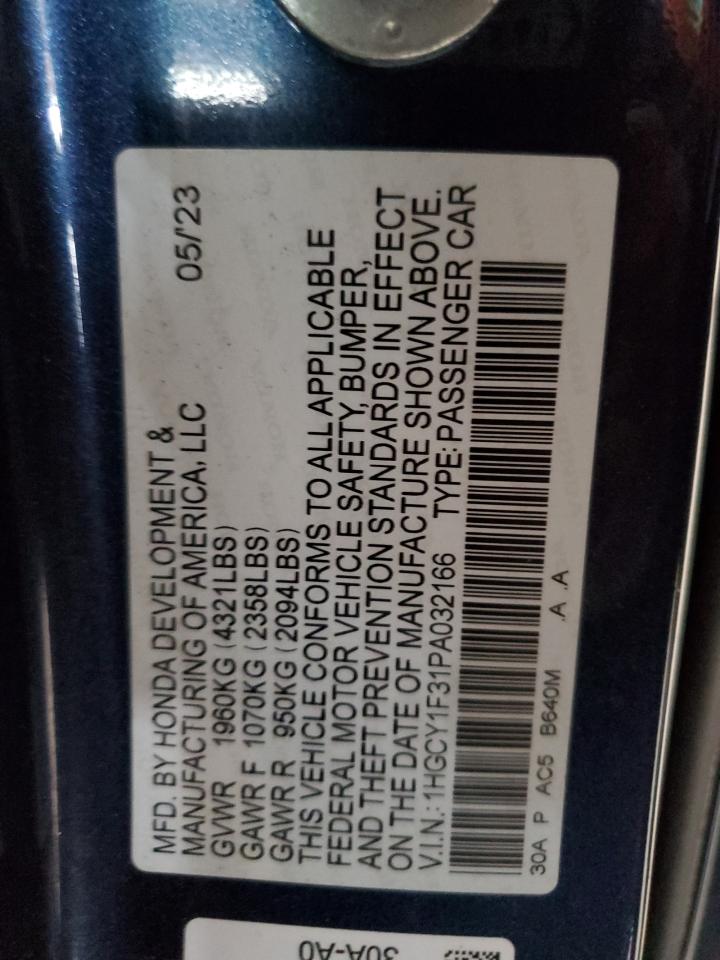 MFD. BY HONDA DEVELOPMENT &
MANUFACTURING OF AMERICA, LLC 05/'23
GVWR 1960KG (4321LBS)
GAWR F 1070KG (2358LBS)
GAWR R 950KG (2094LBS)
THIS VEHICLE CONFORMS TO ALL APPLICABLE
FEDERAL MOTOR VEHICLE SAFETY, BUMPER,
AND THEFT PREVENTION STANDARDS IN EFFECT
ON THE DATE OF MANUFACTURE SHOWN ABOVE.
V.I.N.: 1HGCY1F31PA032166 TYPE: PASSENGER CAR
30A P AC5 B640M .A .A
30A-A0